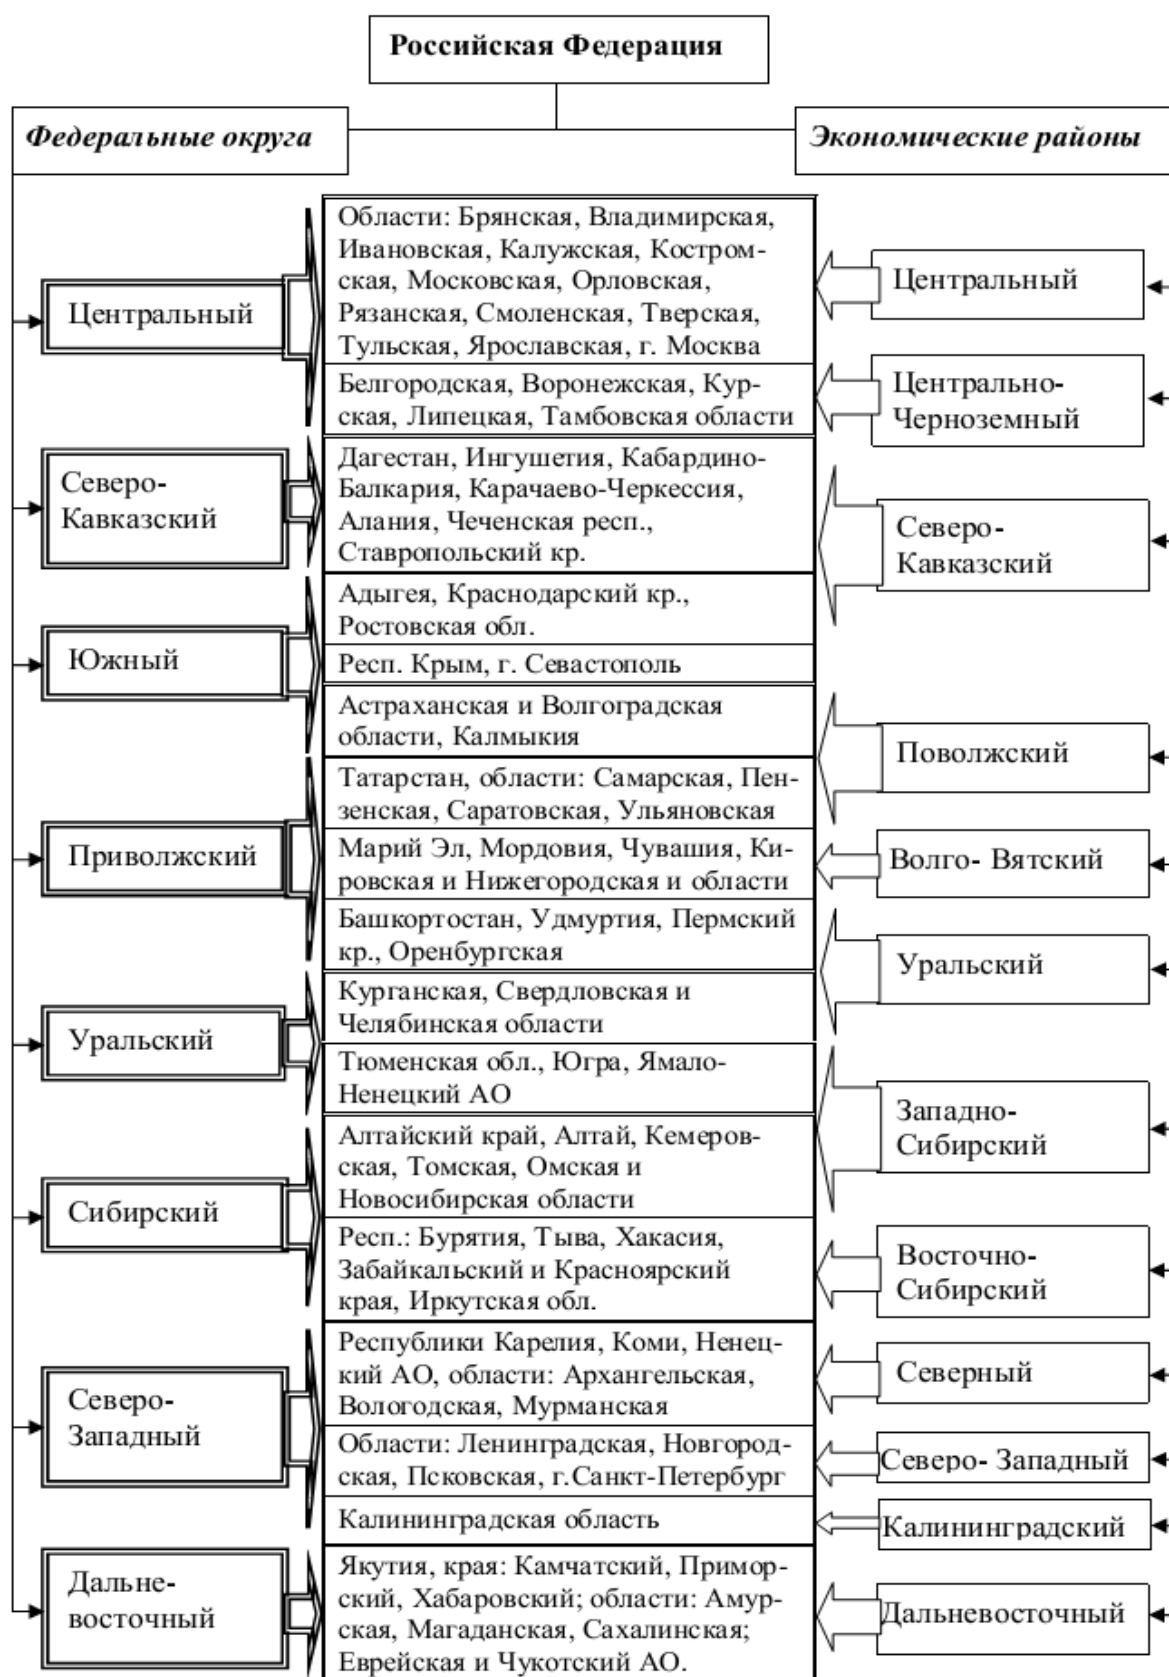 Российская Федерация
Федеральные округа
Экономические районы
Центральный
Области: Брянская, Владимирская,
Ивановская, Калужская, Костром-
ская, Московская, Орловская,
Рязанская, Смоленская, Тверская,
Тульская, Ярославская, г. Москва
Центральный
Белгородская, Воронежская, Кур-
ская, Липецкая, Тамбовская области
Центрально-
Черноземный
Северо-
Кавказский
Дагестан, Ингушетия, Кабардино-
Балкария, Карачаево-Черкессия,
Алания, Чеченская респ.,
Ставропольский кр.
Северо-
Кавказский
Южный
Адыгея, Краснодарский кр.,
Ростовская обл.
Респ. Крым, г. Севастополь
Астраханская и Волгоградская
области, Калмыкия
Поволжский
Приволжский
Татарстан, области: Самарская, Пен-
зенская, Саратовская, Ульяновская
Марий Эл, Мордовия, Чувашия, Ки-
ровская и Нижегородская и области
Волго- Вятский
Башкортостан, Удмуртия, Пермский
кр., Оренбургская
Уральский
Уральский
Курганская, Свердловская и
Челябинская области
Тюменская обл., Югра, Ямало-
Ненецкий АО
Западно-
Сибирский
Сибирский
Алтайский край, Алтай, Кемеров-
ская, Томская, Омская и
Новосибирская области
Респ.: Бурятия, Тыва, Хакасия,
Забайкальский и Красноярский
края, Иркутская обл.
Восточно-
Сибирский
Северо-
Западный
Республики Карелия, Коми, Ненец-
кий АО, области: Архангельская,
Вологодская, Мурманская
Северный
Области: Ленинградская, Новгород-
ская, Псковская, г.Санкт-Петербург
Северо- Западный
Калининградская область
Калининградский
Дальне-
восточный
Якутия, края: Камчатский, Примор-
ский, Хабаровский; области: Амур-
ская, Магаданская, Сахалинская;
Еврейская и Чукотский АО.
Дальневосточный